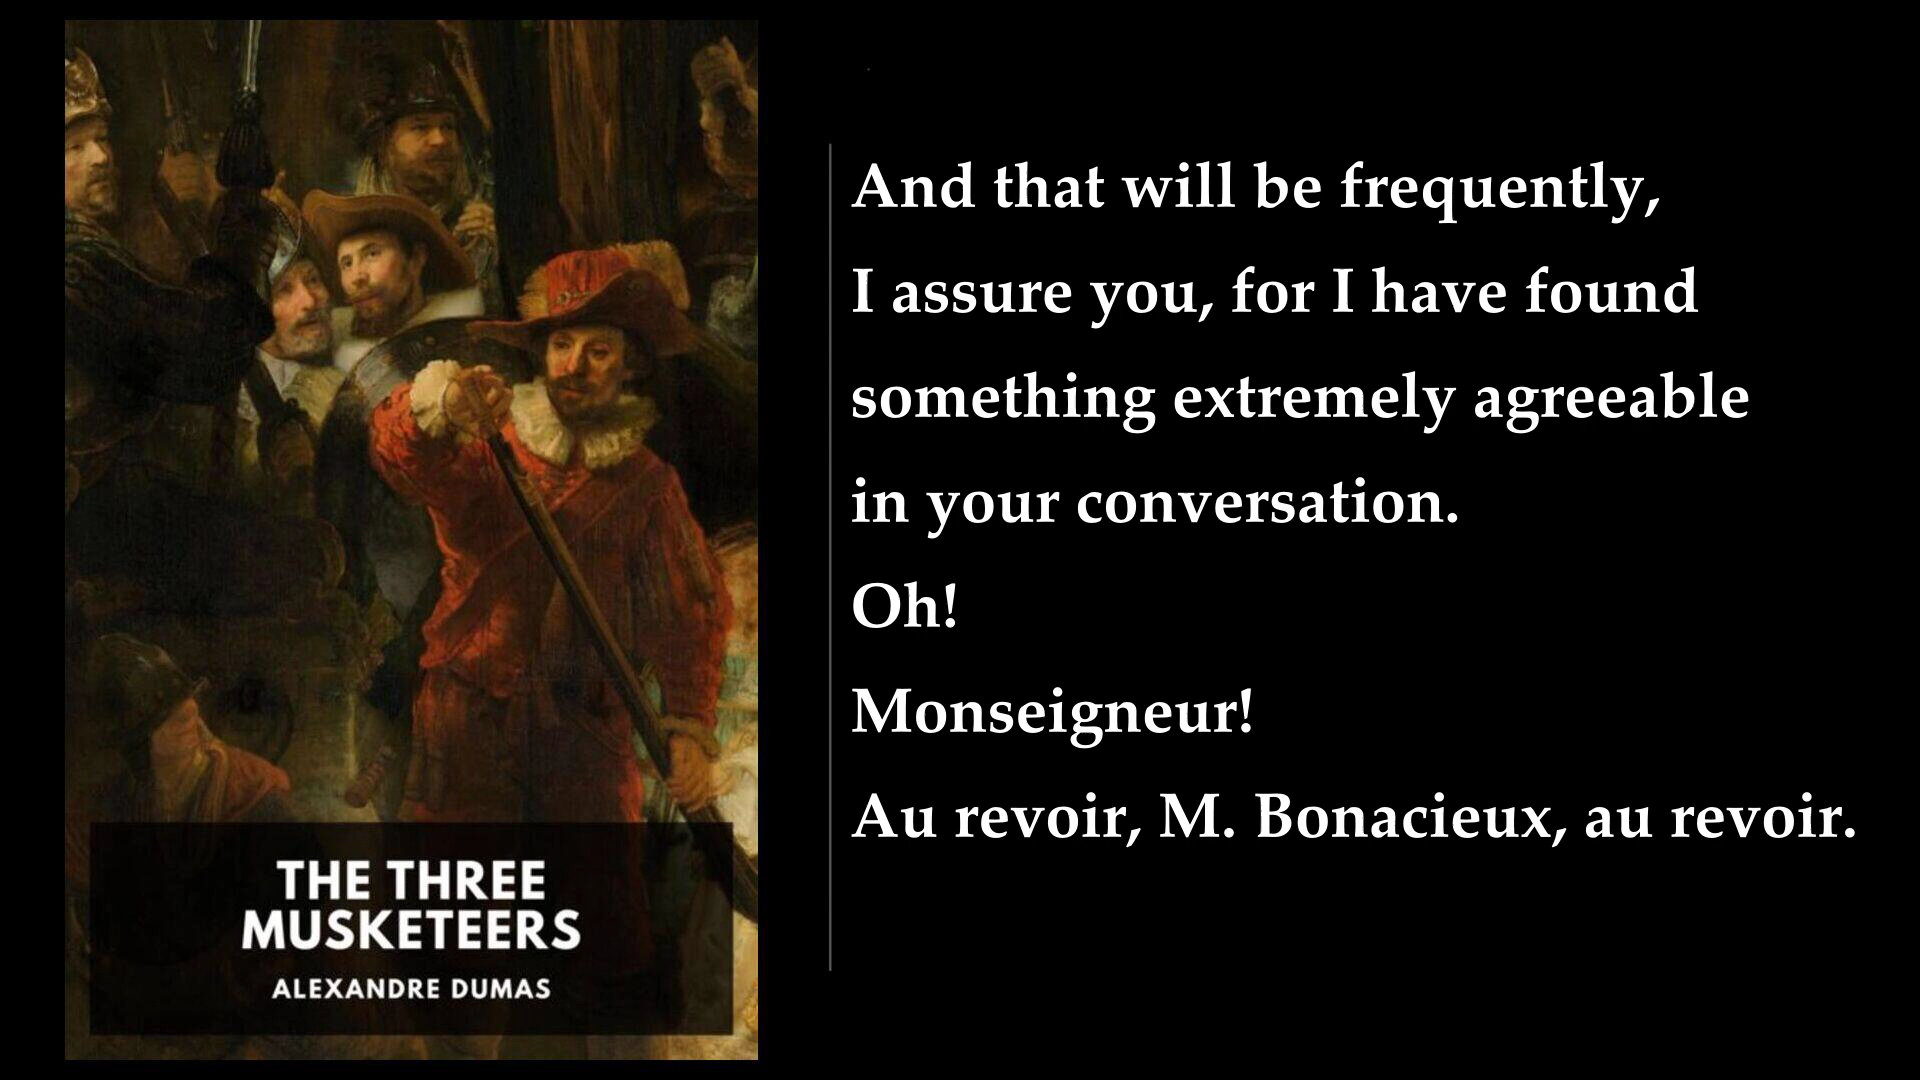 THE THREE
MUSKETEERS
ALEXANDRE DUMAS
And that will be frequently,
I assure you, for I have found
something extremely agreeable
in your conversation.
Oh!
Monseigneur!
Au revoir, M. Bonacieux, au revoir.